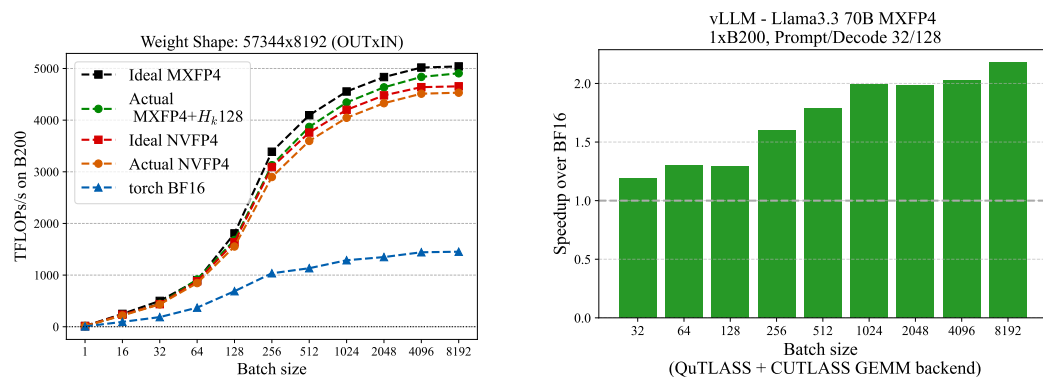 Weight Shape: 57344x8192 (OUTxIN)
TFLOPs/s on B200
5000
4000
3000
2000
1000
0
Ideal MXFP4
Actual
MXFP4+Hₖ128
Ideal NVFP4
Actual NVFP4
torch BF16
1 16 32 64 128 256 512 1024 2048 4096 8192
Batch size
vLLM - Llama3.3 70B MXFP4
1xB200, Prompt/Decode 32/128
Speedup over BF16
2.0
1.5
1.0
0.5
0.0
32 64 128 256 512 1024 2048 4096 8192
Batch size
(QuTLASS + CUTLASS GEMM backend)